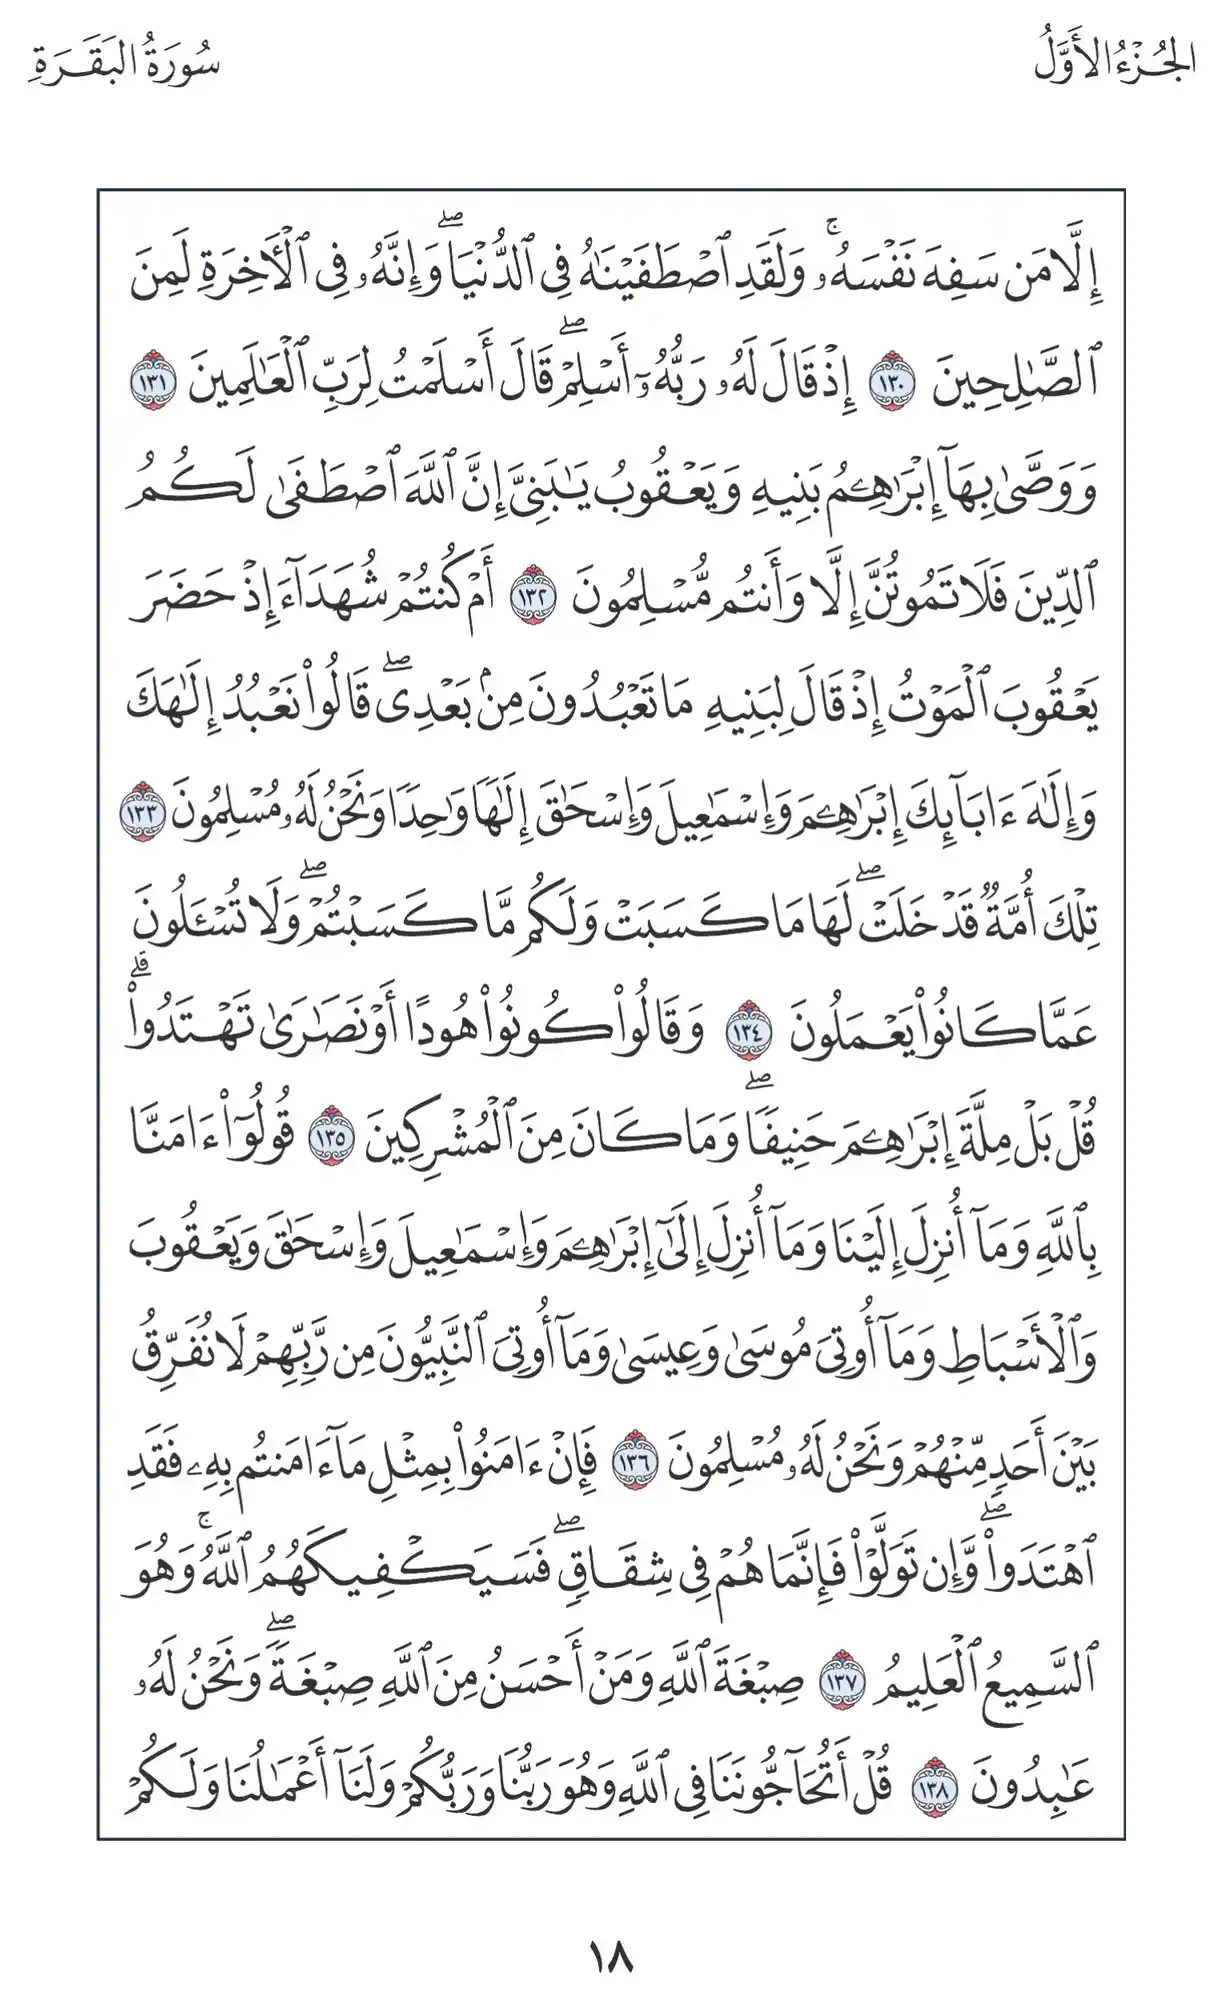 الجُزْءُ الأَوَّلُ
سُورَةُ البَقَرَةِ
إِلَّا مَن سَفِهَ نَفْسَهُۥۚ وَلَقَدِ ٱصْطَفَيْنَٰهُ فِى ٱلدُّنْيَاۖ وَإِنَّهُۥ فِى ٱلْأَخِرَةِ لَمِنَ
ٱلصَّٰلِحِينَ ١٣٠ إِذْ قَالَ لَهُۥ رَبُّهُۥٓ أَسْلِمْۖ قَالَ أَسْلَمْتُ لِرَبِّ ٱلْعَٰلَمِينَ ١٣١
وَوَصَّىٰ بِهَآ إِبْرَٰهِۦمُ بَنِيهِ وَيَعْقُوبُ يَٰبَنِىَّ إِنَّ ٱللَّهَ ٱصْطَفَىٰ لَكُمُ
ٱلدِّينَ فَلَا تَمُوتُنَّ إِلَّا وَأَنتُم مُّسْلِمُونَ ١٣٢ أَمْ كُنتُمْ شُهَدَآءَ إِذْ حَضَرَ
يَعْقُوبَ ٱلْمَوْتُ إِذْ قَالَ لِبَنِيهِ مَا تَعْبُدُونَ مِنۢ بَعْدِىۖ قَالُوا۟ نَعْبُدُ إِلَٰهَكَ
وَإِلَٰهَ ءَابَآئِكَ إِبْرَٰهِۦمَ وَإِسْمَٰعِيلَ وَإِسْحَٰقَ إِلَٰهًا وَٰحِدًا وَنَحْنُ لَهُۥ مُسْلِمُونَ ١٣٣
تِلْكَ أُمَّةٌ قَدْ خَلَتْۖ لَهَا مَا كَسَبَتْ وَلَكُم مَّا كَسَبْتُمْۖ وَلَا تُسْـَٔلُونَ
عَمَّا كَانُوا۟ يَعْمَلُونَ ١٣٤ وَقَالُوا۟ كُونُوا۟ هُودًا أَوْ نَصَٰرَىٰ تَهْتَدُوا۟ۗ
قُلْ بَلْ مِلَّةَ إِبْرَٰهِۦمَ حَنِيفًاۖ وَمَا كَانَ مِنَ ٱلْمُشْرِكِينَ ١٣٥ قُولُوٓا۟ ءَامَنَّا
بِٱللَّهِ وَمَآ أُنزِلَ إِلَيْنَا وَمَآ أُنزِلَ إِلَىٰٓ إِبْرَٰهِۦمَ وَإِسْمَٰعِيلَ وَإِسْحَٰقَ وَيَعْقُوبَ
وَٱلْأَسْبَاطِ وَمَآ أُوتِىَ مُوسَىٰ وَعِيسَىٰ وَمَآ أُوتِىَ ٱلنَّبِيُّونَ مِن رَّبِّهِمْ لَا نُفَرِّقُ
بَيْنَ أَحَدٍ مِّنْهُمْ وَنَحْنُ لَهُۥ مُسْلِمُونَ ١٣٦ فَإِنْ ءَامَنُوا۟ بِمِثْلِ مَآ ءَامَنتُم بِهِۦ فَقَدِ
ٱهْتَدَوا۟ۖ وَّإِن تَوَلَّوْا۟ فَإِنَّمَا هُمْ فِى شِقَاقٍۖ فَسَيَكْفِيكَهُمُ ٱللَّهُۚ وَهُوَ
ٱلسَّمِيعُ ٱلْعَلِيمُ ١٣٧ صِبْغَةَ ٱللَّهِ وَمَنْ أَحْسَنُ مِنَ ٱللَّهِ صِبْغَةًۖ وَنَحْنُ لَهُۥ
عَٰبِدُونَ ١٣٨ قُلْ أَتُحَآجُّونَنَا فِى ٱللَّهِ وَهُوَ رَبُّنَا وَرَبُّكُمْ وَلَنَآ أَعْمَٰلُنَا وَلَكُمْ
١٨